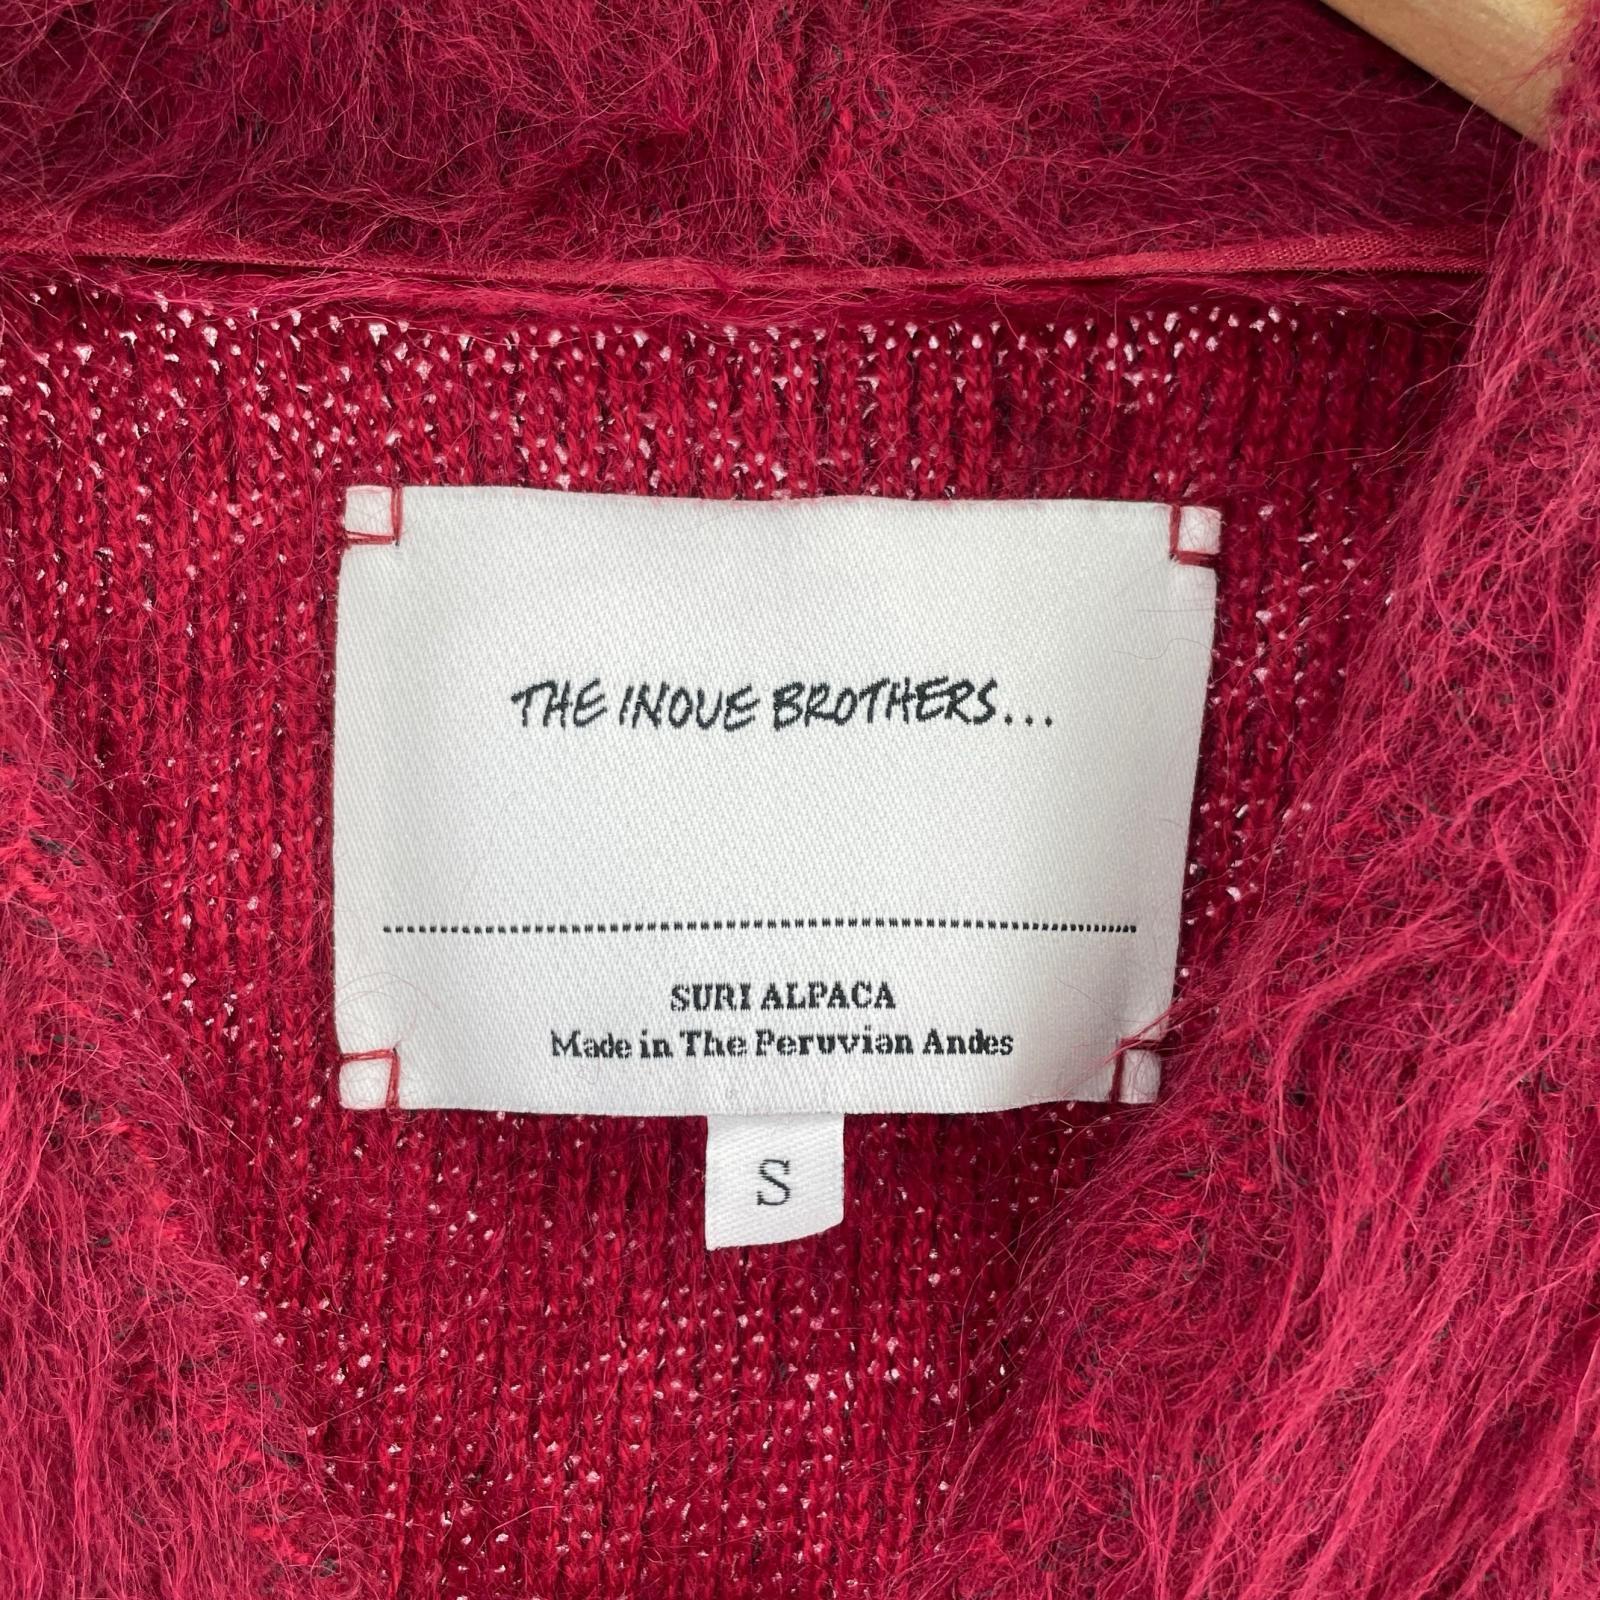 THE INOUE BROTHERS...
SURI ALPACA
Made in The Peruvian Andes
S